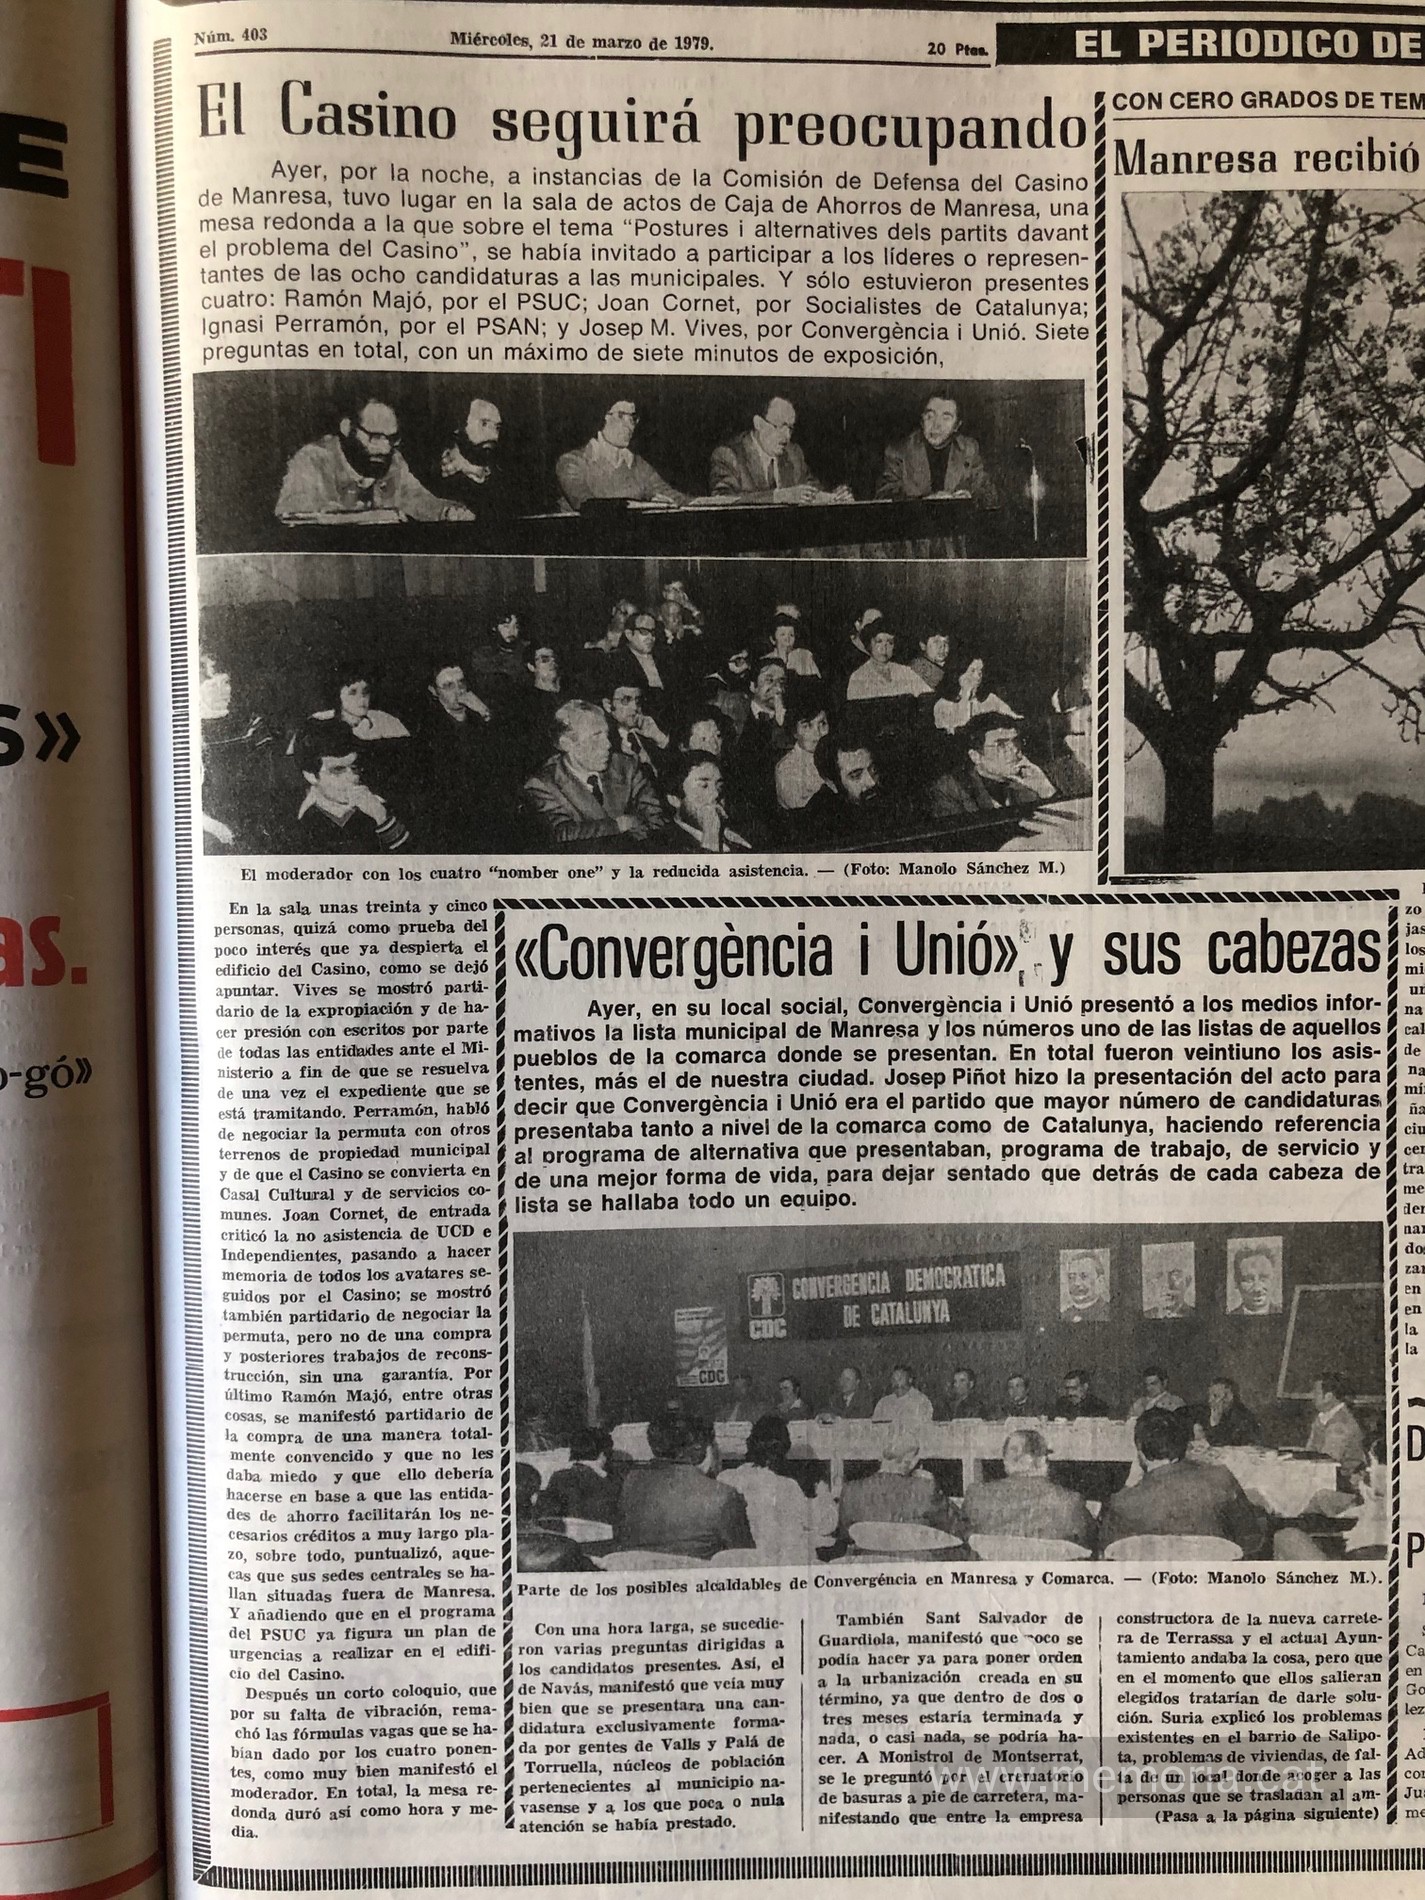 Núm. 403
Miércoles, 21 de marzo de 1979.
20 Ptas.
EL PERIODICO DE
El Casino seguirá preocupando
Ayer, por la noche, a instancias de la Comisión de Defensa del Casino
de Manresa, tuvo lugar en la sala de actos de Caja de Ahorros de Manresa, una
mesa redonda a la que sobre el tema “Postures i alternatives dels partits davant
el problema del Casino”, se había invitado a participar a los líderes o represen-
tantes de las ocho candidaturas a las municipales. Y sólo estuvieron presentes
cuatro: Ramón Majó, por el PSUC; Joan Cornet, por Socialistes de Catalunya;
Ignasi Perramón, por el PSAN; y Josep M. Vives, por Convergència i Unió. Siete
preguntas en total, con un máximo de siete minutos de exposición,
El moderador con los cuatro “nomber one” y la reducida asistencia. — (Foto: Manolo Sánchez M.)
En la sala unas treinta y cinco
personas, quizá como prueba del
poco interés que ya despierta el
edificio del Casino, como se dejó
apuntar. Vives se mostró parti-
dario de la expropiación y de ha-
cer presión con escritos por parte
de todas las entidades ante el Mi-
nisterio a fin de que se resuelva
de una vez el expediente que se
está tramitando. Perramón, habló
de negociar la permuta con otros
terrenos de propiedad municipal
y de que el Casino se convierta en
Casal Cultural y de servicios co-
munes. Joan Cornet, de entrada
criticó la no asistencia de UCD e
Independientes, pasando a hacer
memoria de todos los avatares se-
guidos por el Casino; se mostró
también partidario de negociar la
permuta, pero no de una compra
y posteriores trabajos de recons-
trucción, sin una garantía. Por
último Ramón Majó, entre otras
cosas, se manifestó partidario de
la compra de una manera total-
mente convencido y que no les
daba miedo y que ello debería
hacerse en base a que las entida-
des de ahorro facilitarán los ne-
cesarios créditos a muy largo pla-
zo, sobre todo, puntualizó, aque-
cas que sus sedes centrales se ha-
llan situadas fuera de Manresa.
Y añadiendo que en el programa
del PSUC ya figura un plan de
urgencias a realizar en el edifi-
cio del Casino.
Después un corto coloquio, que
por su falta de vibración, rema-
chó las fórmulas vagas que se ha-
bían dado por los cuatro ponen-
tes, como muy bien manifestó el
moderador. En total, la mesa re-
donda duró así como hora y me-
dia.
«Convergència i Unió» y sus cabezas
Ayer, en su local social, Convergència i Unió presentó a los medios infor-
mativos la lista municipal de Manresa y los números uno de las listas de aquellos
pueblos de la comarca donde se presentan. En total fueron veintiuno los asis-
tentes, más el de nuestra ciudad. Josep Piñot hizo la presentación del acto para
decir que Convergència i Unió era el partido que mayor número de candidaturas
presentaba tanto a nivel de la comarca como de Catalunya, haciendo referencia
al programa de alternativa que presentaban, programa de trabajo, de servicio y
de una mejor forma de vida, para dejar sentado que detrás de cada cabeza de
lista se hallaba todo un equipo.
CDC
CONVERGENCIA DEMOCRATICA
DE CATALUNYA
CDC
Parte de los posibles alcaldables de Convergéncia en Manresa y Comarca. — (Foto: Manolo Sánchez M.).
Con una hora larga, se sucedie-
ron varias preguntas dirigidas a
los candidatos presentes. Así, el
de Navás, manifestó que veía muy
bien que se presentara una can-
didatura exclusivamente forma-
da por gentes de Valls y Palá de
Torruella, núcleos de población
pertenecientes al municipio na-
vasense y a los que poca o nula
atención se había prestado.
También Sant Salvador de
Guardiola, manifestó que poco se
podía hacer ya para poner orden
a la urbanización creada en su
término, ya que dentro de dos o
tres meses estaría terminada y
nada, o casi nada, se podría ha-
cer. A Monistrol de Montserrat,
se le preguntó por el crematorio
de basuras a pie de carretera, ma-
nifestando que entre la empresa
constructora de la nueva carrete-
ra de Terrassa y el actual Ayun-
tamiento andaba la cosa, pero que
en el momento que ellos salieran
elegidos tratarían de darle solu-
ción. Suria explicó los problemas
existentes en el barrio de Salipo-
ta, problemas de viviendas, de fal-
ta de un local donde acoger a las
personas que se trasladan al am-
(Pasa a la página siguiente)
CON CERO GRADOS DE TEM
Manresa recibió
www.memoria.cat
E
S»
as.
o-gó»